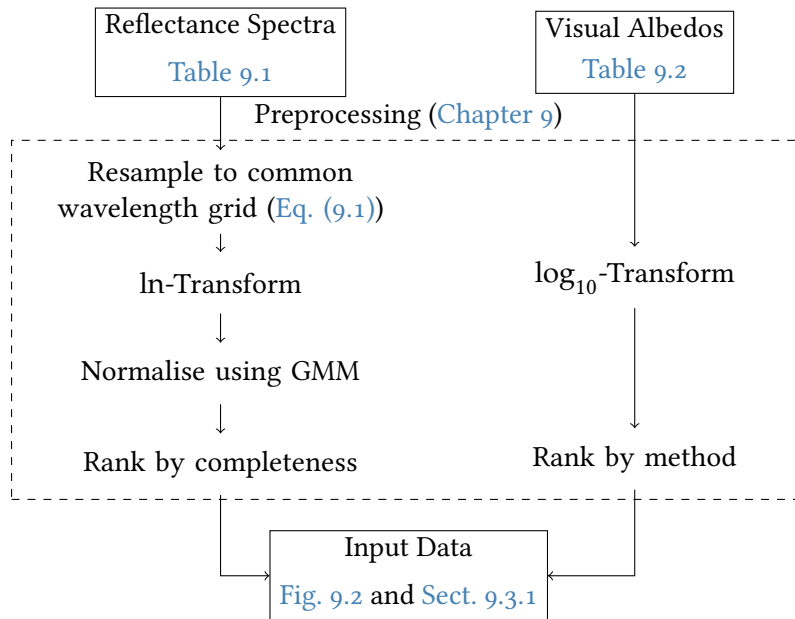 Reflectance Spectra
Table 9.1
Visual Albedos
Table 9.2
Preprocessing (Chapter 9)
Resample to common
wavelength grid (Eq. (9.1))
ln-Transform
log₁₀-Transform
Normalise using GMM
Rank by completeness
Rank by method
Input Data
Fig. 9.2 and Sect. 9.3.1